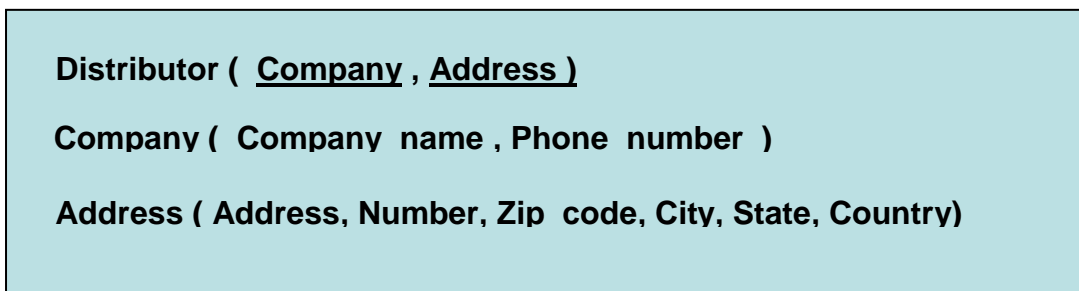 Distributor ( Company , Address )
Company ( Company name , Phone number )
Address ( Address, Number, Zip code, City, State, Country)